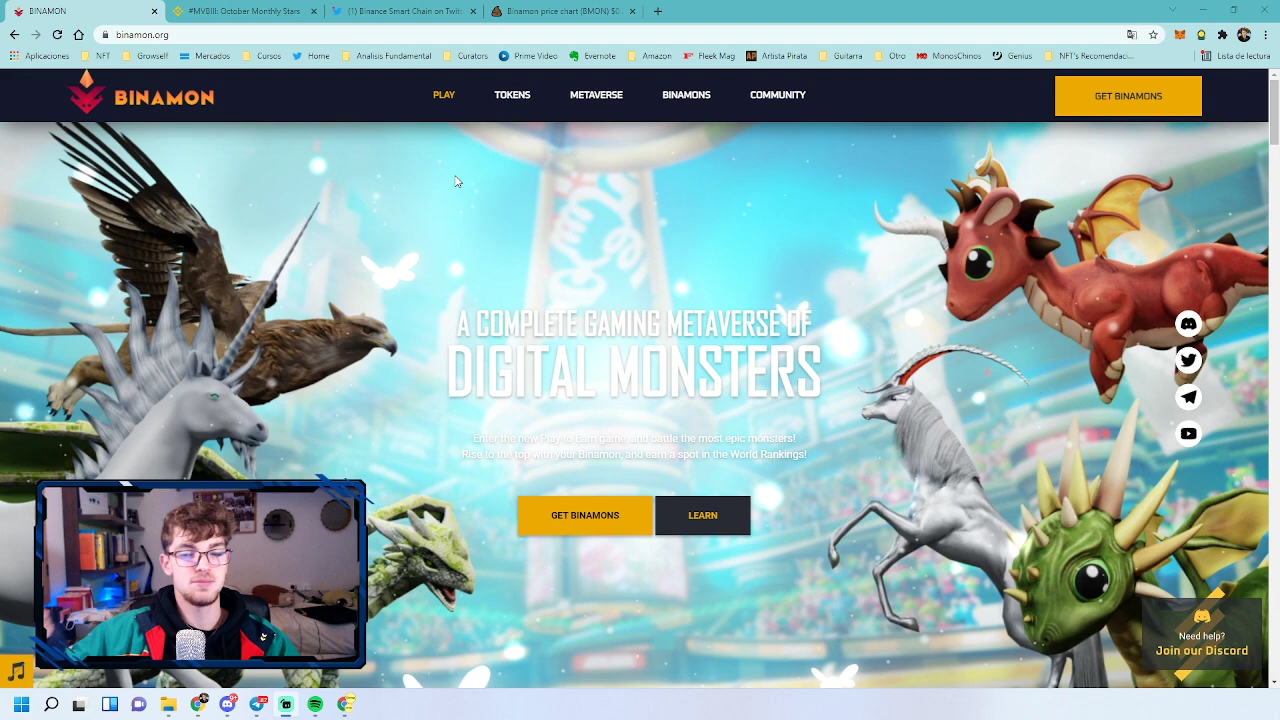 BINAMON
#MVBIII: October Monthly Stars
(1) Binance Smart Chain on Twit
Binamon price chart (BMON) $0.
binamon.org
Aplicaciones
NFT
Growself
Mercados
Cursos
Home
Analisis Fundamental
Curators
Prime Video
Evernote
Amazon
Fleek Mag
Artista Pirata
Guitarra
Otro
MonosChinos
Genius
NFT's Recomendac...
Lista de lectura
BINAMON
PLAY
TOKENS
METAVERSE
BINAMONS
COMMUNITY
GET BINAMONS
A COMPLETE GAMING METAVERSE OF
DIGITAL MONSTERS
Enter the new Play to Earn game, and battle the most epic monsters!
Rise to the top with your Binamon, and earn a spot in the World Rankings!
GET BINAMONS
LEARN
Need help?
Join our Discord